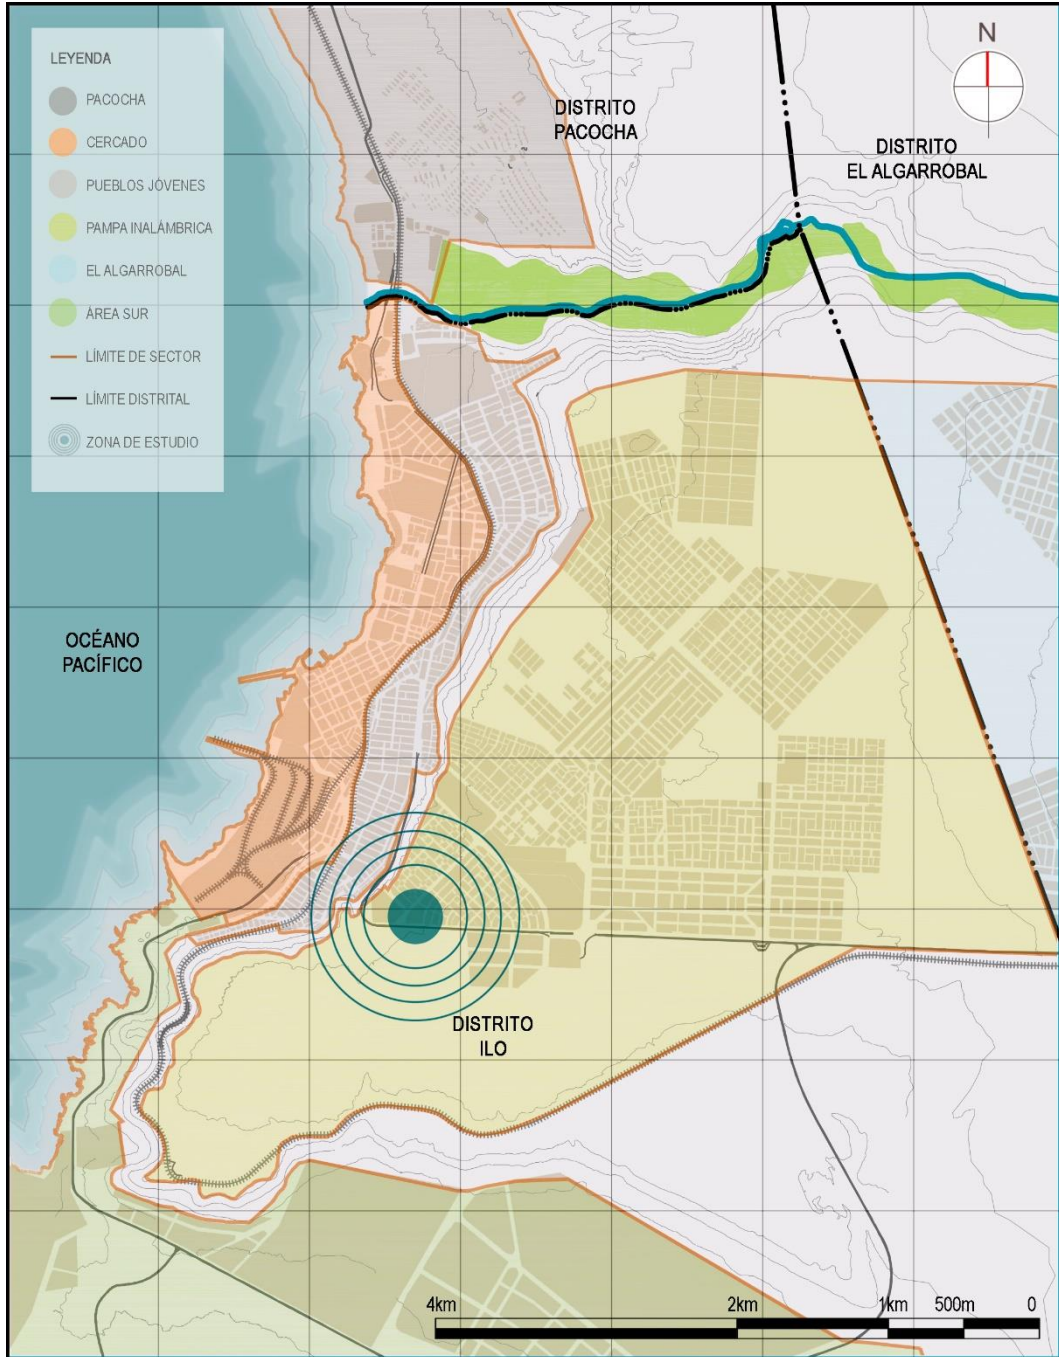 LEYENDA
PACOCHA
CERCADO
PUEBLOS JÓVENES
PAMPA INALÁMBRICA
EL ALGARROBAL
ÁREA SUR
LÍMITE DE SECTOR
LÍMITE DISTRITAL
ZONA DE ESTUDIO
N
DISTRITO
PACOCHA
DISTRITO
EL ALGARROBAL
OCÉANO
PACÍFICO
DISTRITO
ILO
4km 2km 1km 500m 0